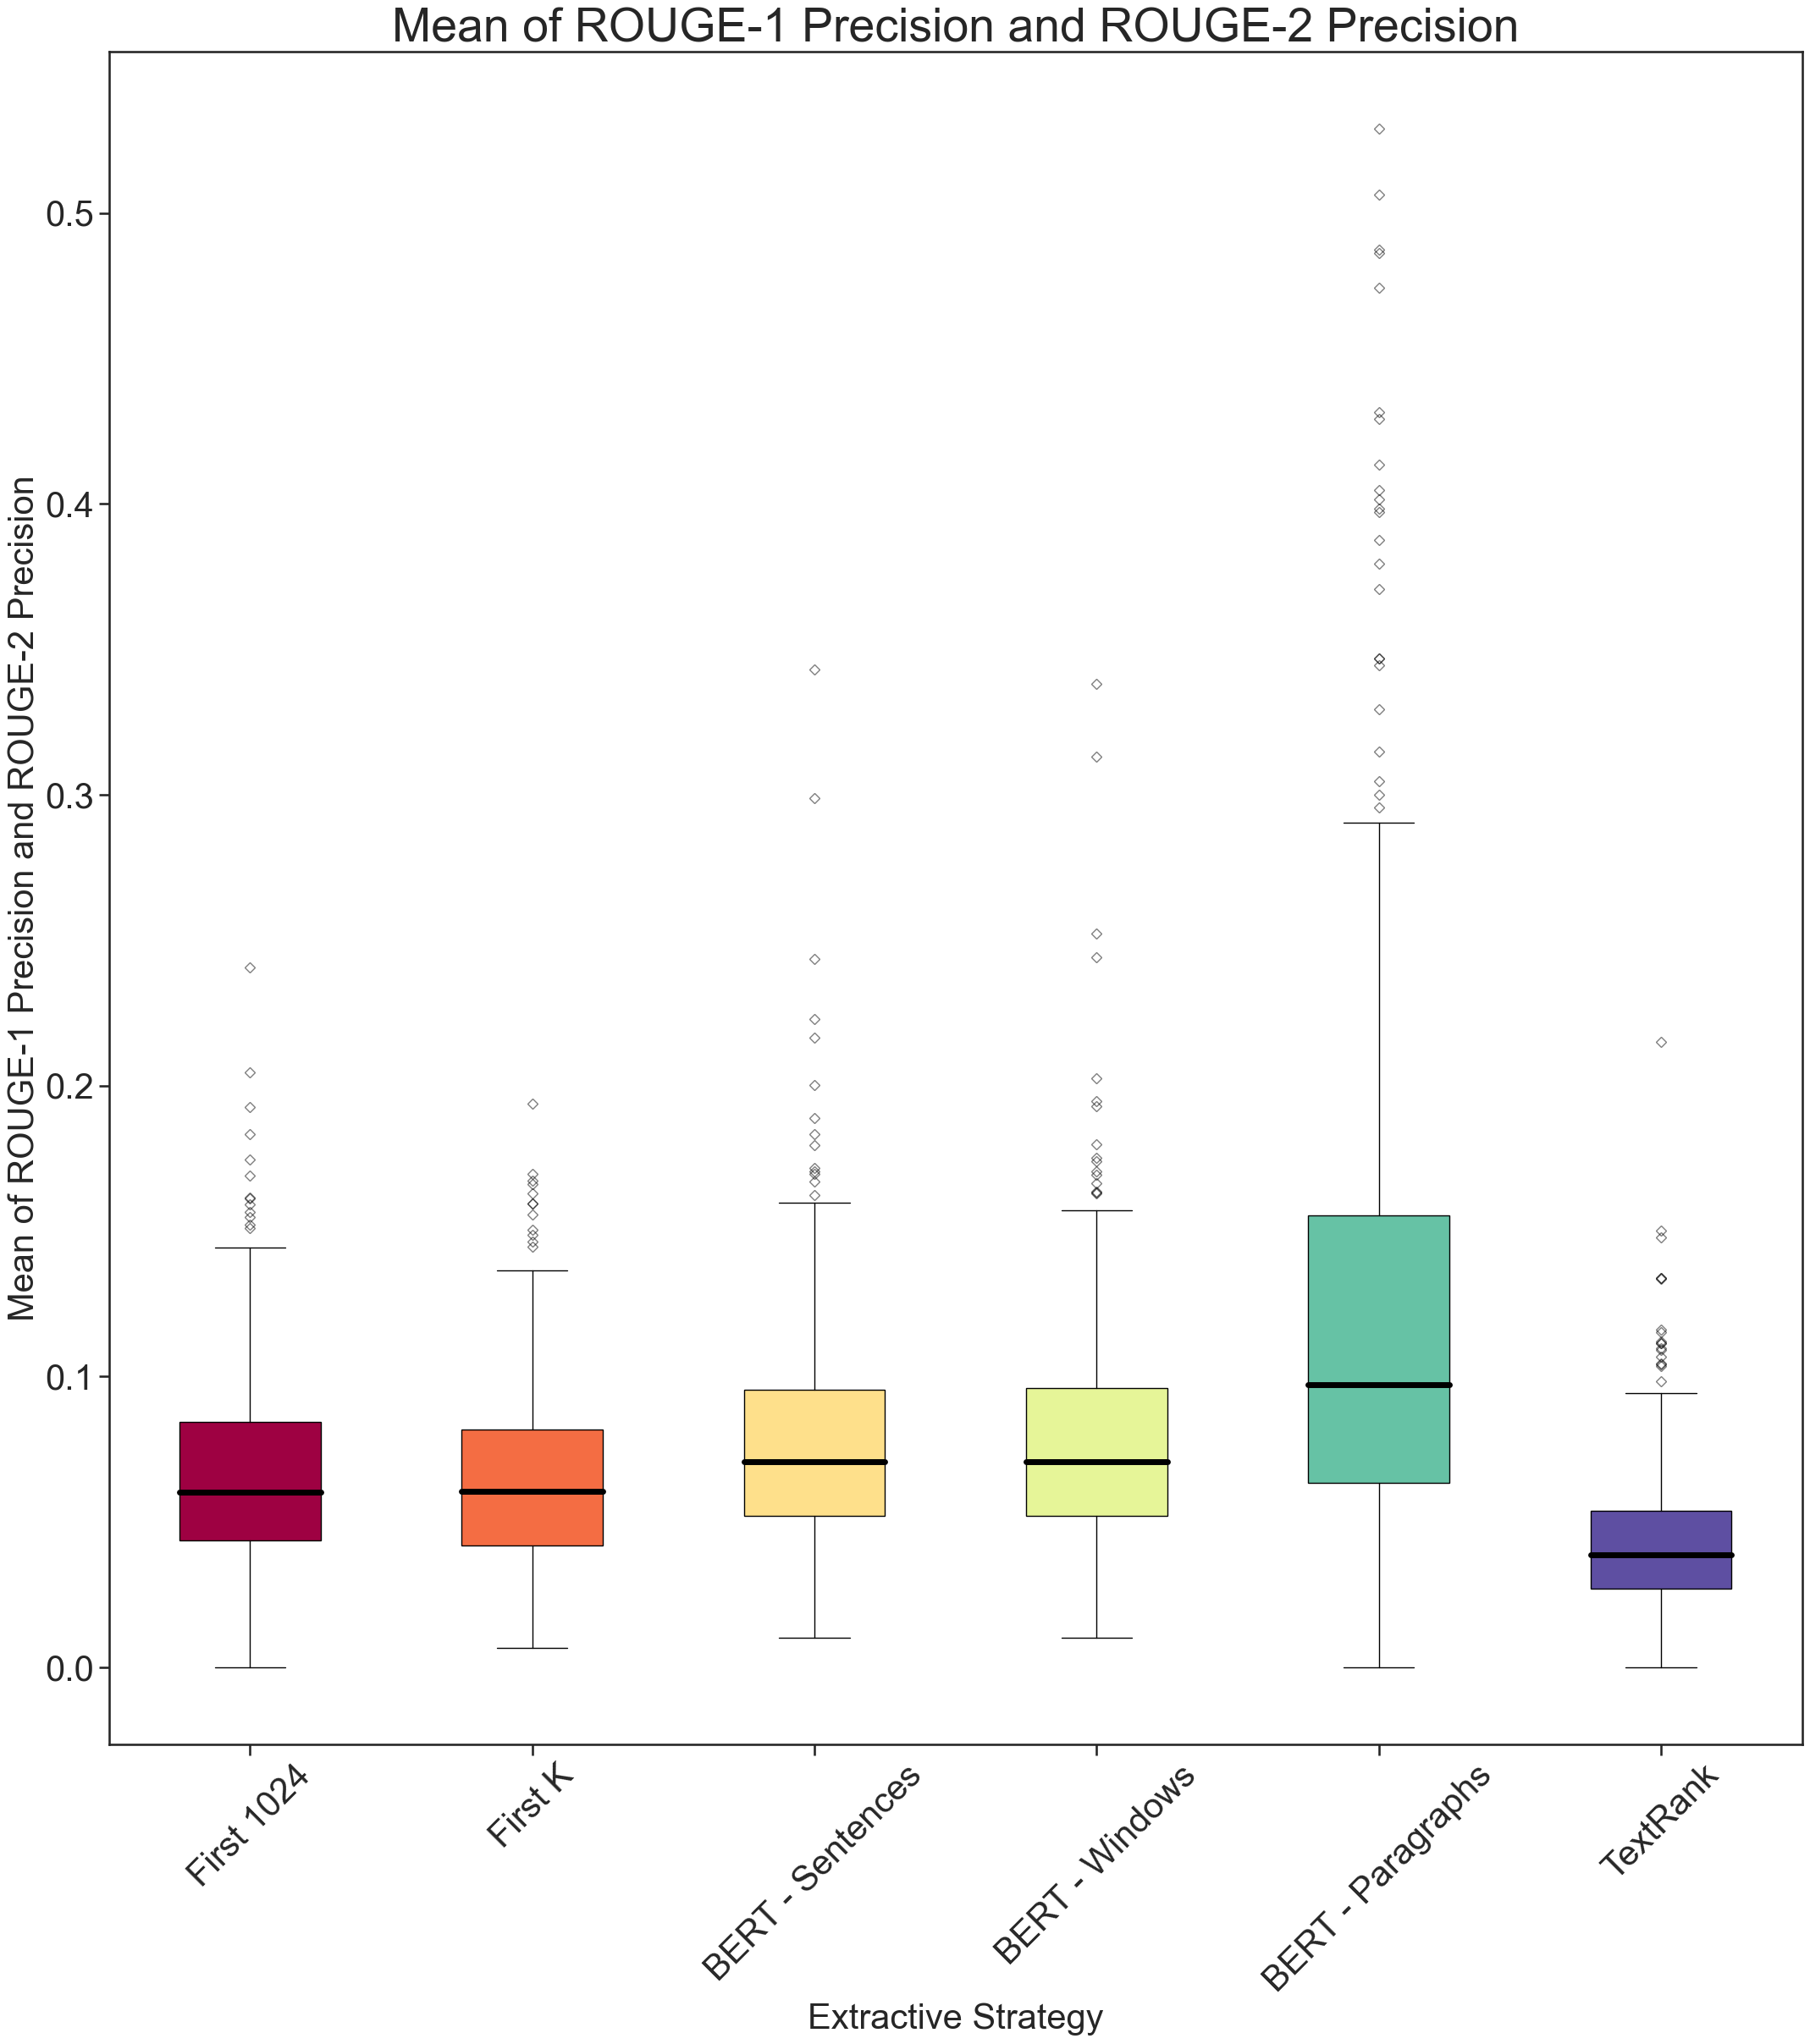 Mean of ROUGE-1 Precision and ROUGE-2 Precision
Mean of ROUGE-1 Precision and ROUGE-2 Precision
0.5
0.4
0.3
0.2
0.1
0.0
First 1024
First K
BERT - Sentences
BERT - Windows
BERT - Paragraphs
TextRank
Extractive Strategy